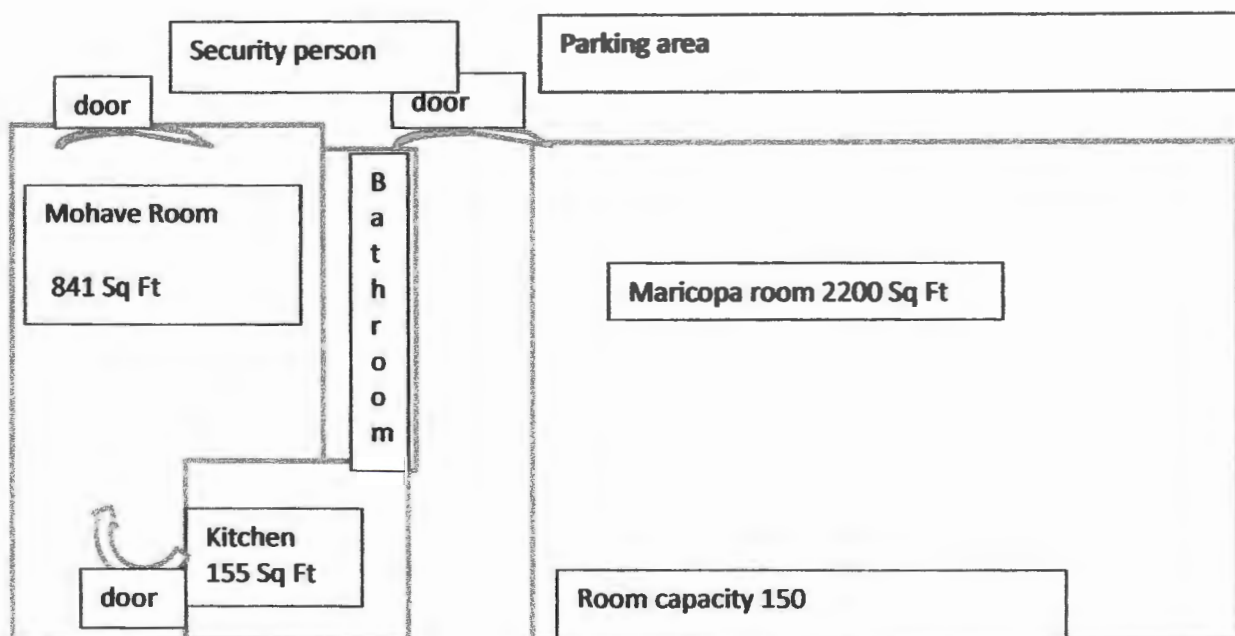 Security person
Parking area
door
door
Mohave Room
841 Sq Ft
Bathroom
Maricopa room 2200 Sq Ft
Kitchen
155 Sq Ft
door
Room capacity 150